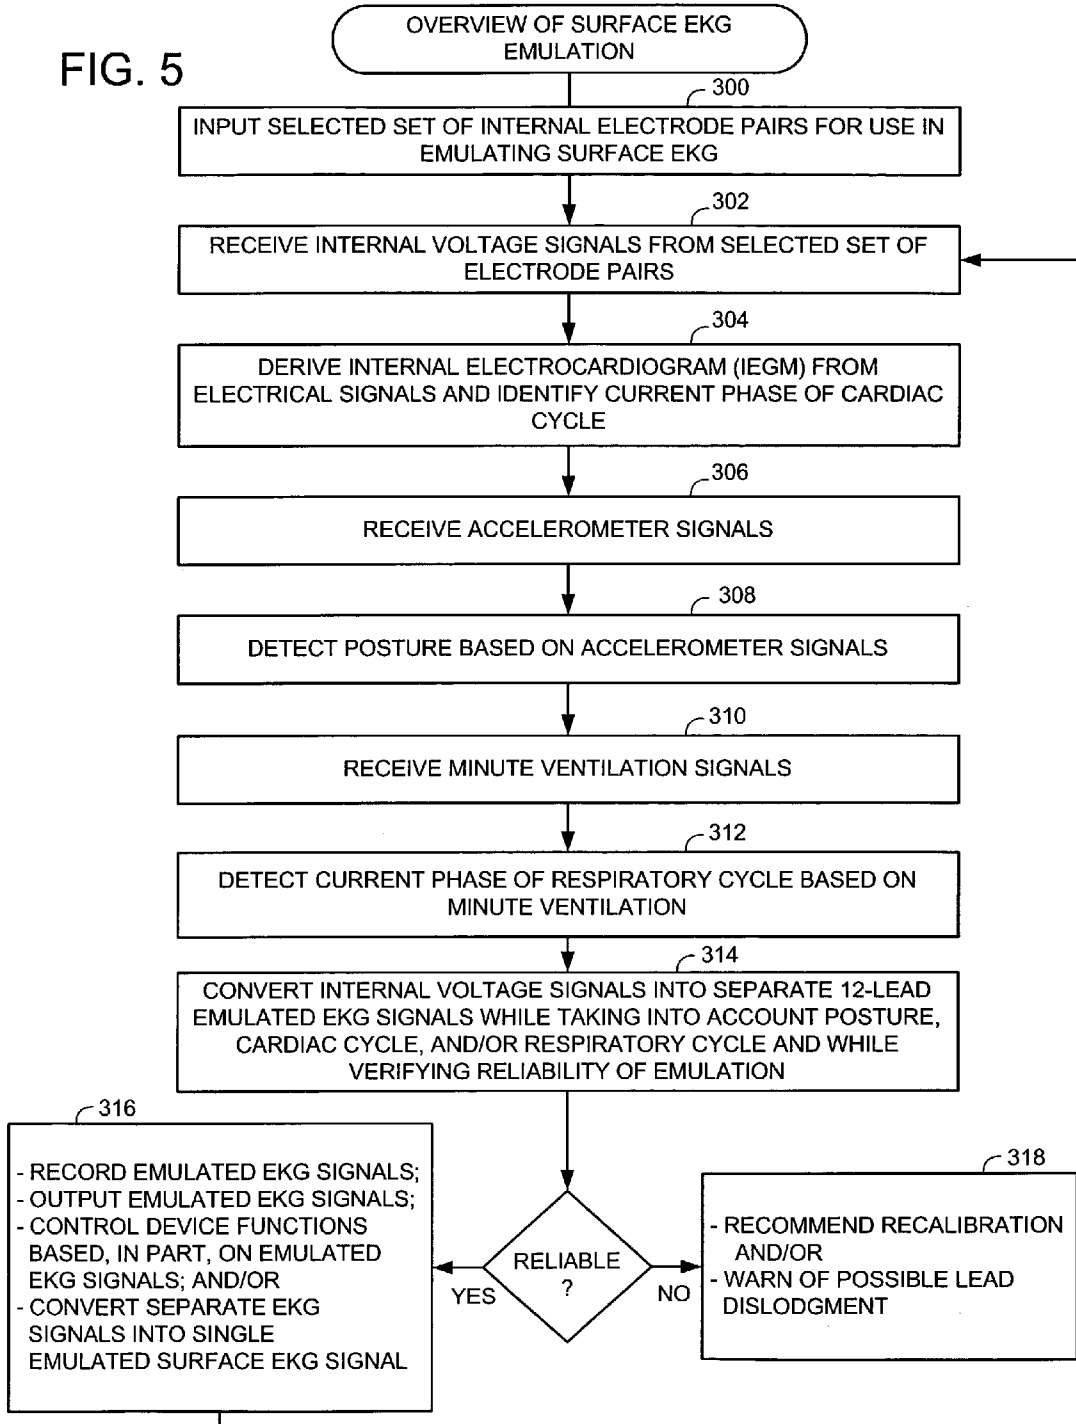 OVERVIEW OF SURFACE EKG
EMULATION
FIG. 5
300
INPUT SELECTED SET OF INTERNAL ELECTRODE PAIRS FOR USE IN
EMULATING SURFACE EKG
302
RECEIVE INTERNAL VOLTAGE SIGNALS FROM SELECTED SET OF
ELECTRODE PAIRS
304
DERIVE INTERNAL ELECTROCARDIOGRAM (IEGM) FROM
ELECTRICAL SIGNALS AND IDENTIFY CURRENT PHASE OF CARDIAC
CYCLE
306
RECEIVE ACCELEROMETER SIGNALS
308
DETECT POSTURE BASED ON ACCELEROMETER SIGNALS
310
RECEIVE MINUTE VENTILATION SIGNALS
312
DETECT CURRENT PHASE OF RESPIRATORY CYCLE BASED ON
MINUTE VENTILATION
314
CONVERT INTERNAL VOLTAGE SIGNALS INTO SEPARATE 12-LEAD
EMULATED EKG SIGNALS WHILE TAKING INTO ACCOUNT POSTURE,
CARDIAC CYCLE, AND/OR RESPIRATORY CYCLE AND WHILE
VERIFYING RELIABILITY OF EMULATION
316
- RECORD EMULATED EKG SIGNALS;
- OUTPUT EMULATED EKG SIGNALS;
- CONTROL DEVICE FUNCTIONS
BASED, IN PART, ON EMULATED
EKG SIGNALS; AND/OR
- CONVERT SEPARATE EKG
SIGNALS INTO SINGLE
EMULATED SURFACE EKG SIGNAL
RELIABLE
?
YES
NO
318
- RECOMMEND RECALIBRATION
AND/OR
- WARN OF POSSIBLE LEAD
DISLODGMENT